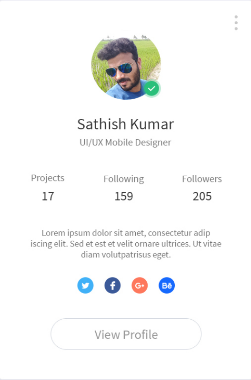 Sathish Kumar
UI/UX Mobile Designer
Projects Following Followers
17 159 205
Lorem ipsum dolor sit amet, consectetur adip
iscing elit. Sed et est et velit ornare ultrices. Ut vitae
diam volutpatrisus eget.
f G+ Bē
View Profile